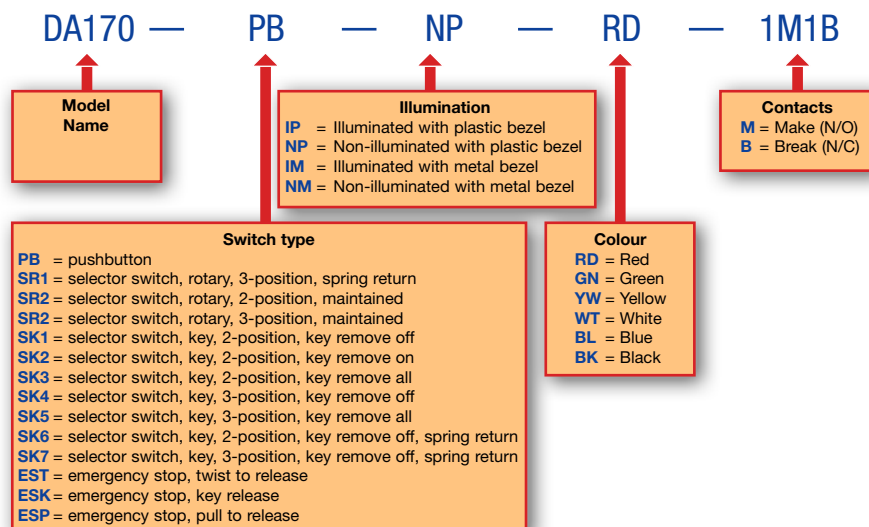 DA170 — PB — NP — RD — 1M1B
Model
Name
Illumination
IP = Illuminated with plastic bezel
NP = Non-illuminated with plastic bezel
IM = Illuminated with metal bezel
NM = Non-illuminated with metal bezel
Contacts
M = Make (N/O)
B = Break (N/C)
Switch type
PB = pushbutton
SR1 = selector switch, rotary, 3-position, spring return
SR2 = selector switch, rotary, 2-position, maintained
SR2 = selector switch, rotary, 3-position, maintained
SK1 = selector switch, key, 2-position, key remove off
SK2 = selector switch, key, 2-position, key remove on
SK3 = selector switch, key, 2-position, key remove all
SK4 = selector switch, key, 3-position, key remove off
SK5 = selector switch, key, 3-position, key remove all
SK6 = selector switch, key, 2-position, key remove off, spring return
SK7 = selector switch, key, 3-position, key remove off, spring return
EST = emergency stop, twist to release
ESK = emergency stop, key release
ESP = emergency stop, pull to release
Colour
RD = Red
GN = Green
YW = Yellow
WT = White
BL = Blue
BK = Black